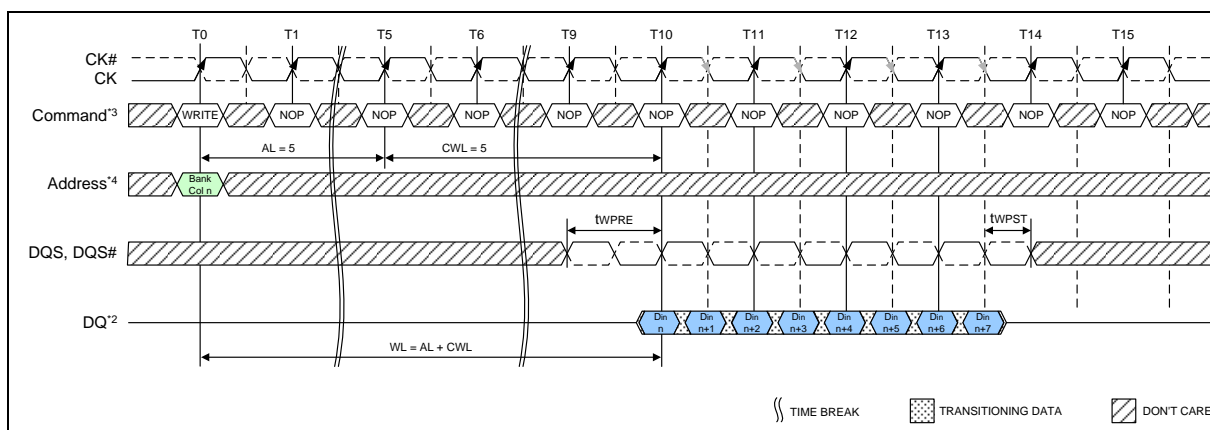 T0 T1 T5 T6 T9 T10 T11 T12 T13 T14 T15
CK#
CK
Command*3 WRITE NOP NOP NOP NOP NOP NOP NOP NOP NOP NOP
AL = 5 CWL = 5
Address*4 Bank
Col n
tWPRE tWPST
DQS, DQS#
DQ*2 Din
n Din
n+1 Din
n+2 Din
n+3 Din
n+4 Din
n+5 Din
n+6 Din
n+7
WL = AL + CWL
TIME BREAK TRANSITIONING DATA DON'T CARE